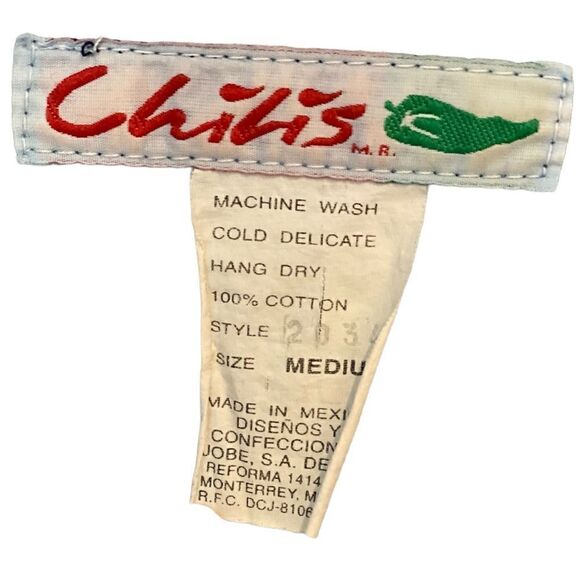 Chilis
M.R.
MACHINE WASH
COLD DELICATE
HANG DRY
100% COTTON
STYLE 203
SIZE MEDIU
MADE IN MEXI
DISEÑOS Y
CONFECCION
JOBE, S.A. DE
REFORMA 1414
MONTERREY, M
R.F.C. DCJ-8106